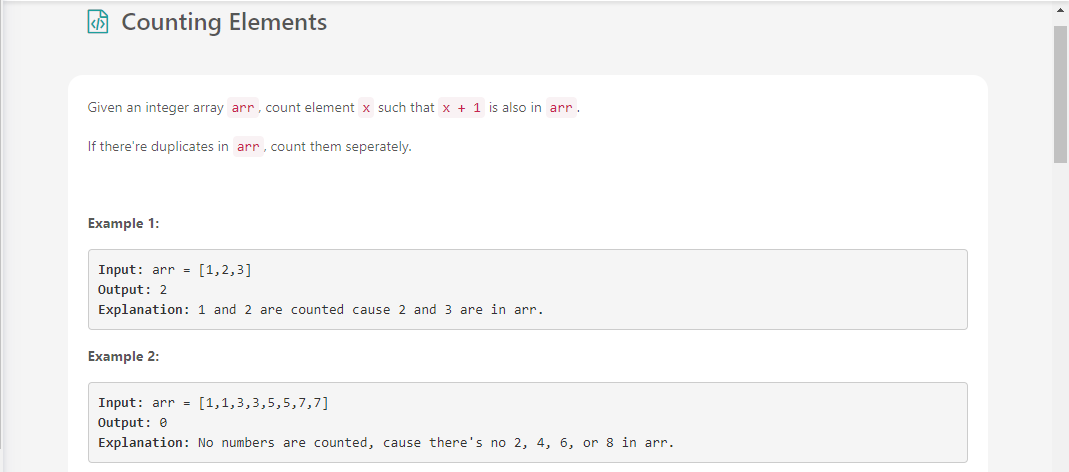 Counting Elements
Given an integer array arr, count element x such that x + 1 is also in arr.
If there're duplicates in arr, count them seperately.
Example 1:
Input: arr = [1,2,3]
Output: 2
Explanation: 1 and 2 are counted cause 2 and 3 are in arr.
Example 2:
Input: arr = [1,1,3,3,5,5,7,7]
Output: 0
Explanation: No numbers are counted, cause there's no 2, 4, 6, or 8 in arr.